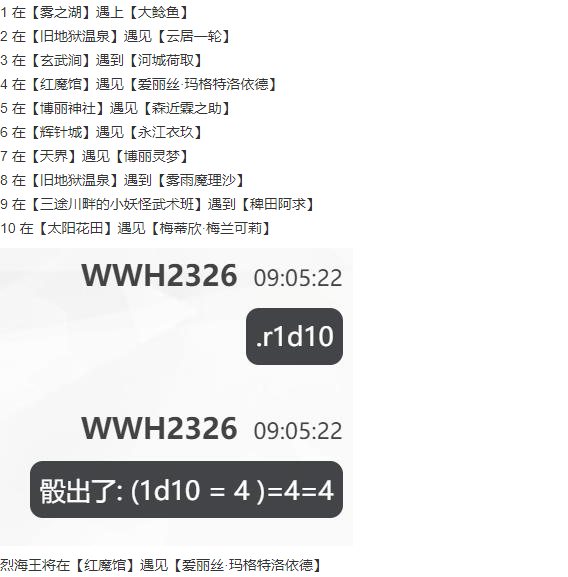 1 在【雾之湖】遇上【大鲶鱼】
2 在【旧地狱温泉】遇见【云居一轮】
3 在【玄武涧】遇到【河城荷取】
4 在【红魔馆】遇见【爱丽丝·玛格特洛依德】
5 在【博丽神社】遇见【森近霖之助】
6 在【辉针城】遇见【永江衣玖】
7 在【天界】遇见【博丽灵梦】
8 在【旧地狱温泉】遇到【雾雨魔理沙】
9 在【三途川畔的小妖怪武术班】遇到【稗田阿求】
10 在【太阳花田】遇见【梅蒂欣·梅兰可莉】
WWH2326 09:05:22
.r1d10
WWH2326 09:05:22
骰出了: (1d10 = 4 )=4=4
烈海王将在【红魔馆】遇见【爱丽丝·玛格特洛依德】